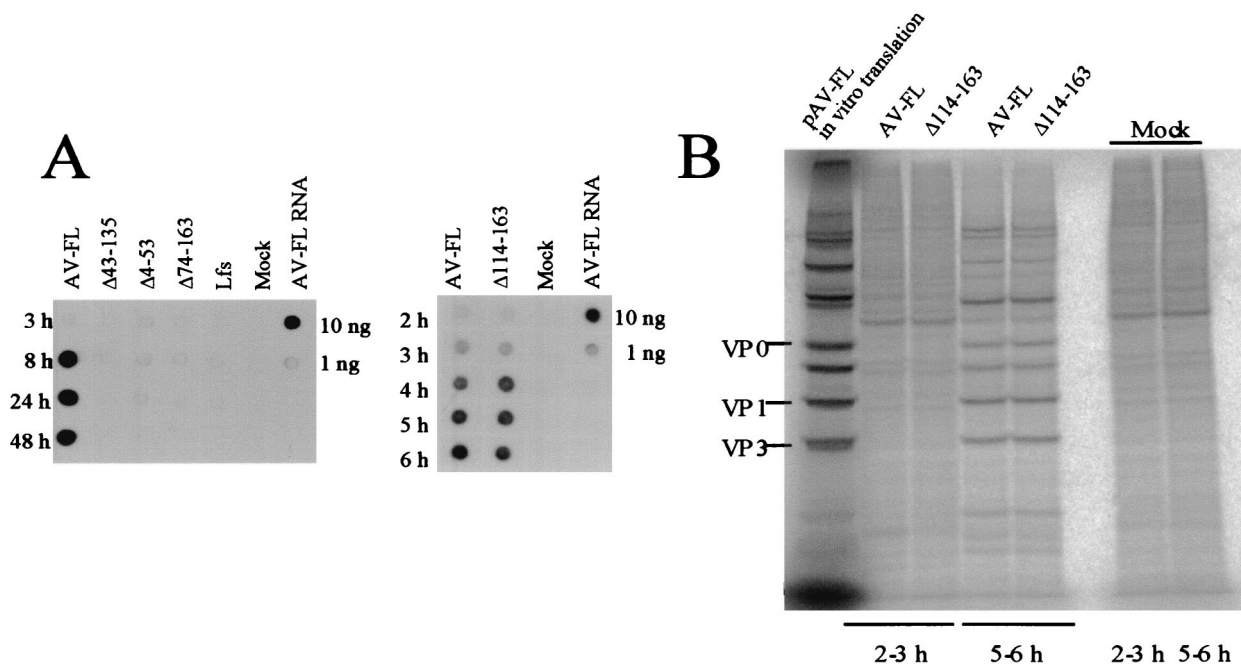 A
AV-FL
Δ43-135
Δ4-53
Δ74-163
Lfs
Mock
AV-FL RNA
3 h
8 h
24 h
48 h
10 ng
1 ng
AV-FL
Δ114-163
Mock
AV-FL RNA
2 h
3 h
4 h
5 h
6 h
10 ng
1 ng
B
pAV-FL
in vitro translation
AV-FL
Δ114-163
AV-FL
Δ114-163
Mock
VP0
VP1
VP3
2-3 h
5-6 h
2-3 h
5-6 h